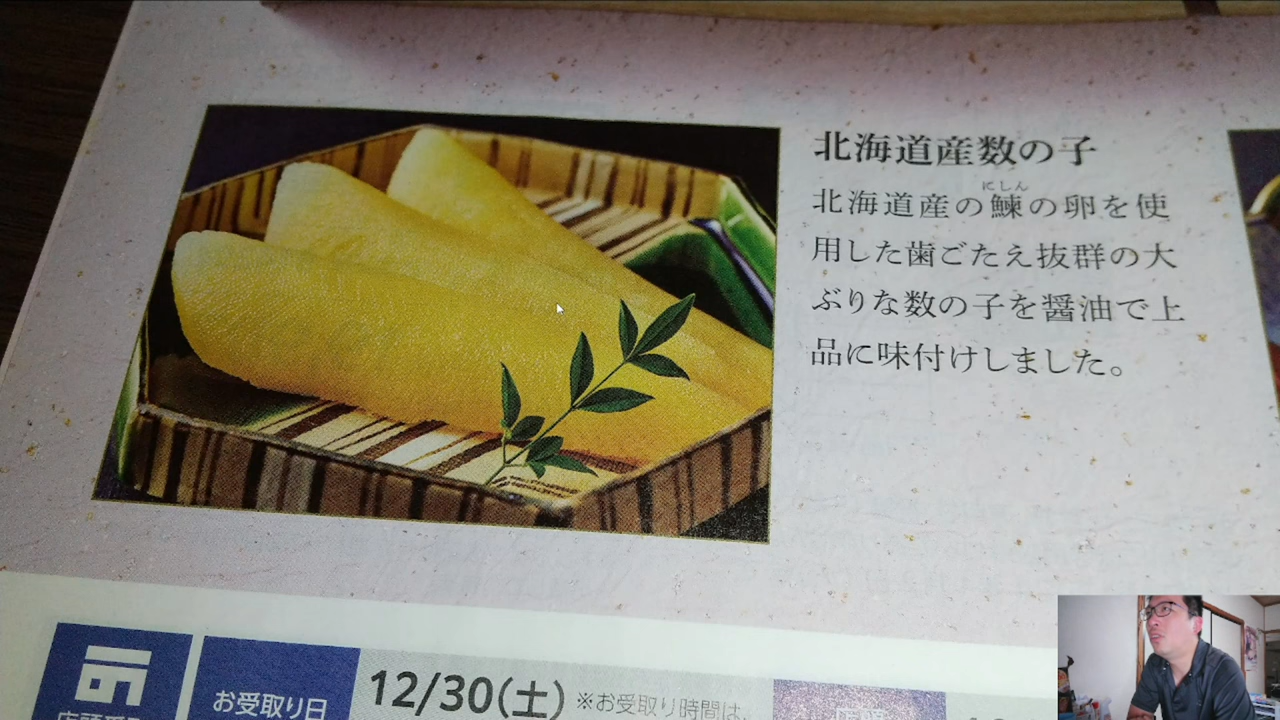 北海道産数の子
にしん
北海道産の鰊の卵を使
用した歯ごたえ抜群の大
ぶりな数の子を醤油で上
品に味付けしました。
お受取り日
12/30(土)
※お受取り時間は、